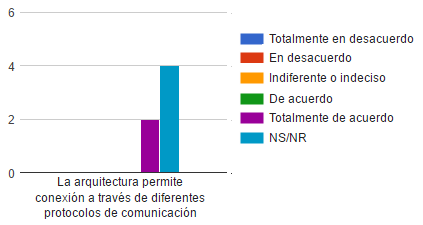 6
4
2
0
La arquitectura permite
conexión a través de diferentes
protocolos de comunicación
Totalmente en desacuerdo
En desacuerdo
Indiferente o indeciso
De acuerdo
Totalmente de acuerdo
NS/NR